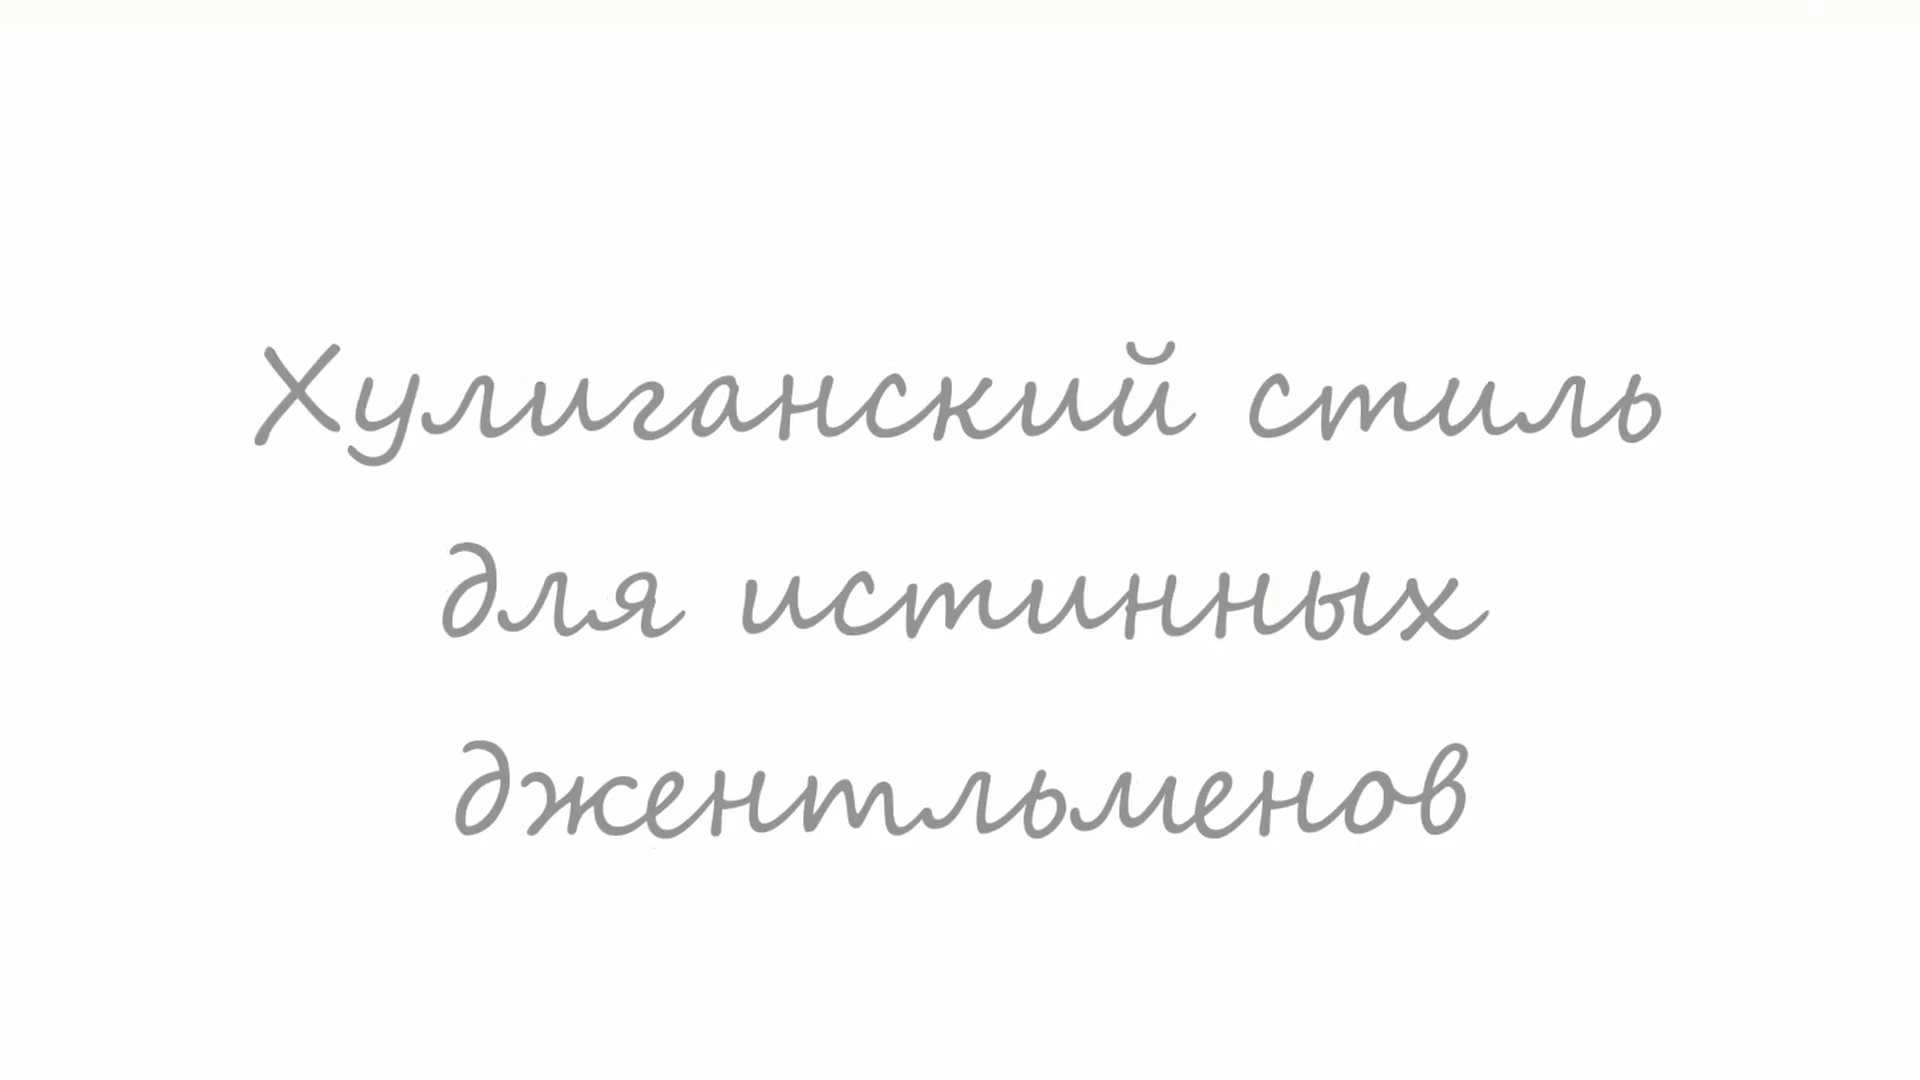 Хулиганский стиль
для истинных
джентльменов